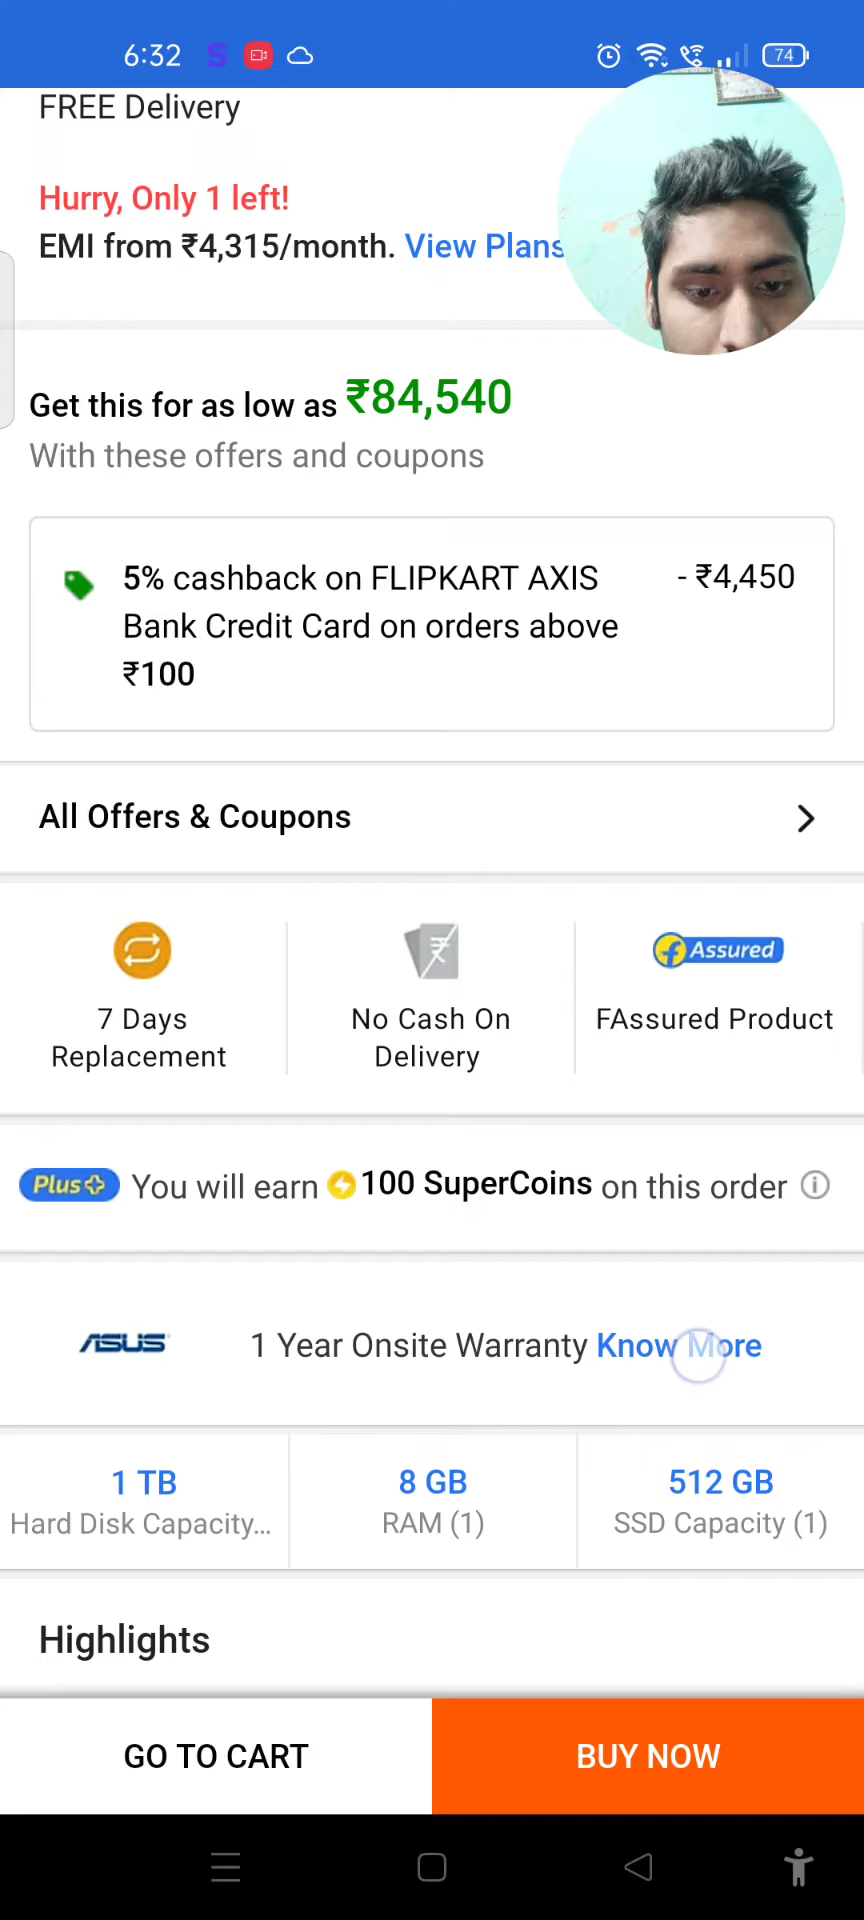 6:32 S 74
FREE Delivery
Hurry, Only 1 left!
EMI from ₹4,315/month. View Plans
Get this for as low as ₹84,540
With these offers and coupons
5% cashback on FLIPKART AXIS - ₹4,450
Bank Credit Card on orders above
₹100
All Offers & Coupons
Assured
7 Days No Cash On FAssured Product
Replacement Delivery
Plus You will earn 100 SuperCoins on this order
ASUS 1 Year Onsite Warranty Know More
1 TB 8 GB 512 GB
Hard Disk Capacity... RAM (1) SSD Capacity (1)
Highlights
GO TO CART BUY NOW